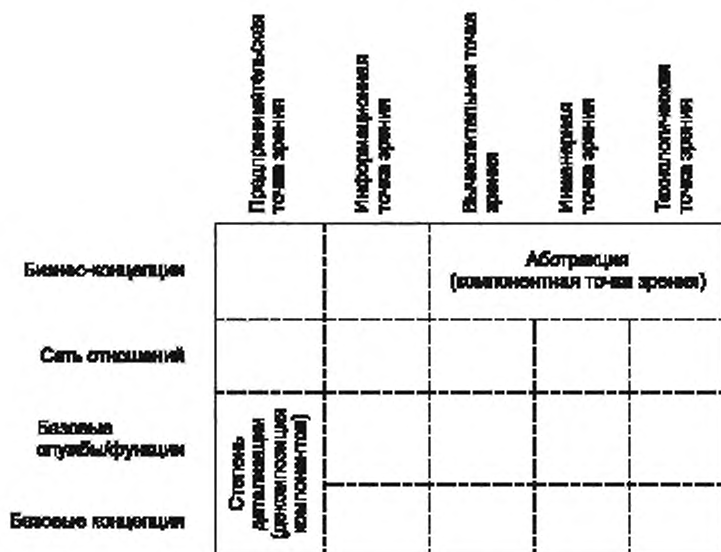 Предпринимательская
точка зрения
Информационная
точка зрения
Вычислительная точка
зрения
Инженерная
точка зрения
Технологическая
точка зрения
Бизнес-концепции
Абстракция
(компонентная точка зрения)
Сеть отношений
Базовые
службы/функции
Степень
детализации
(декомпозиция
компонентов)
Базовые концепции